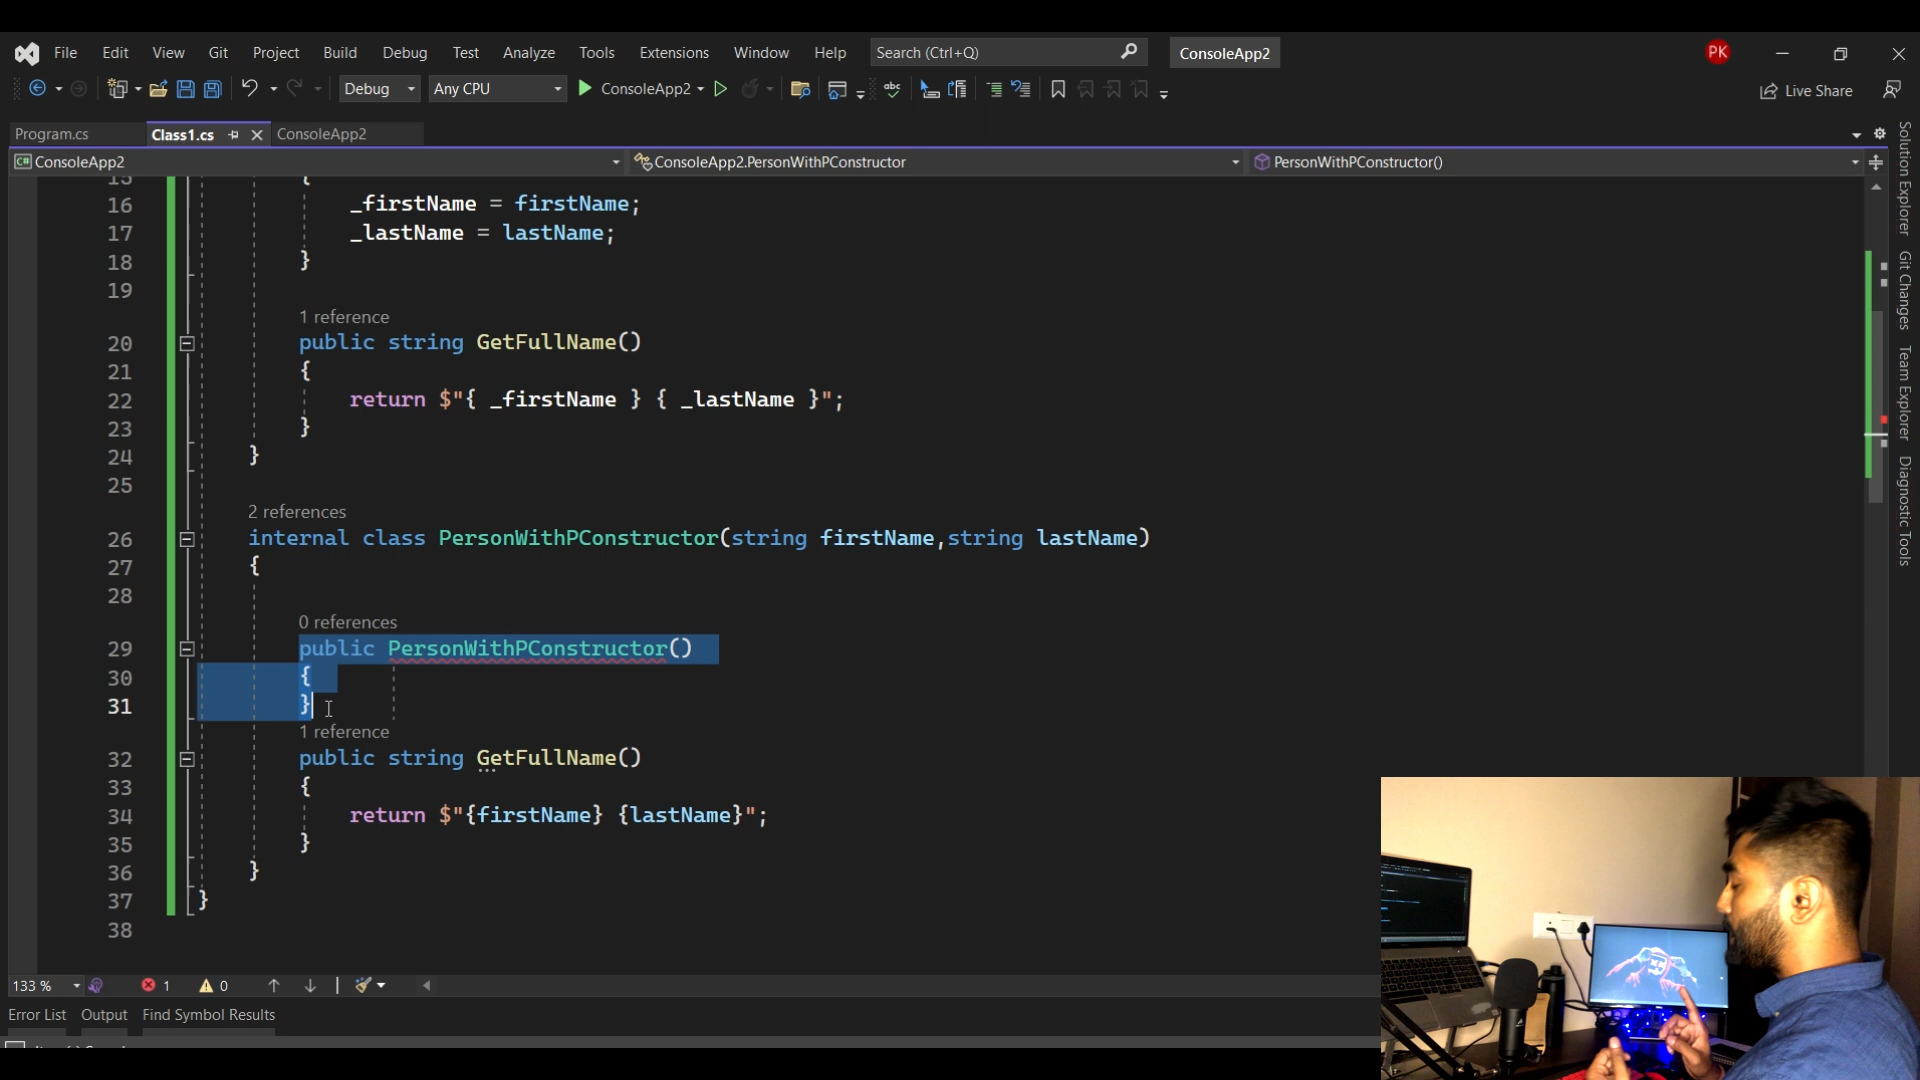 File Edit View Git Project Build Debug Test Analyze Tools Extensions Window Help Search (Ctrl+Q) ConsoleApp2 PK
Debug Any CPU ConsoleApp2 abc Live Share
Program.cs Class1.cs ConsoleApp2
C# ConsoleApp2 ConsoleApp2.PersonWithPConstructor PersonWithPConstructor()
15 {
16 _firstName = firstName;
17 _lastName = lastName;
18 }
19
1 reference
20 public string GetFullName()
21 {
22 return $"{ _firstName } { _lastName }";
23 }
24 }
25
2 references
26 internal class PersonWithPConstructor(string firstName,string lastName)
27 {
28
0 references
29 public PersonWithPConstructor()
30 {
31 }
1 reference
32 public string GetFullName()
33 {
34 return $"{firstName} {lastName}";
35 }
36 }
37 }
38
133 % 1 0
Error List Output Find Symbol Results
Solution Explorer
Git Changes
Team Explorer
Diagnostic Tools